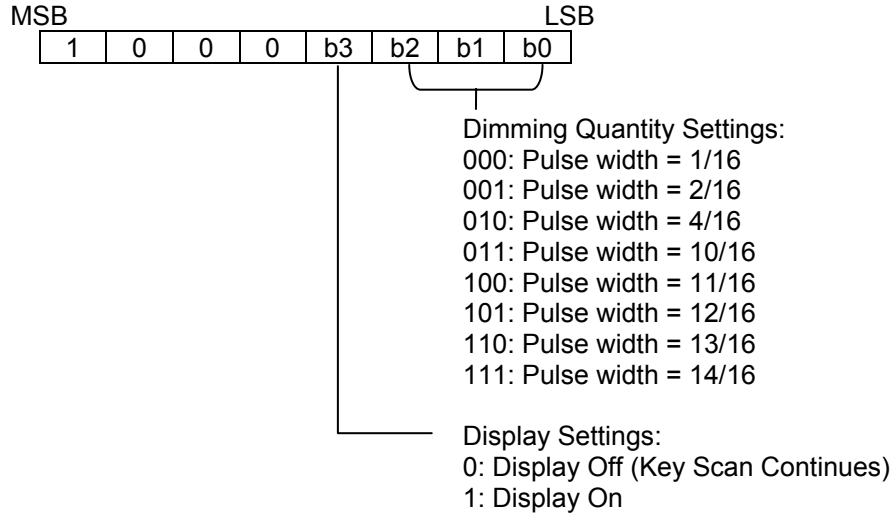 MSB LSB
1 0 0 0 b3 b2 b1 b0
Dimming Quantity Settings:
000: Pulse width = 1/16
001: Pulse width = 2/16
010: Pulse width = 4/16
011: Pulse width = 10/16
100: Pulse width = 11/16
101: Pulse width = 12/16
110: Pulse width = 13/16
111: Pulse width = 14/16
Display Settings:
0: Display Off (Key Scan Continues)
1: Display On